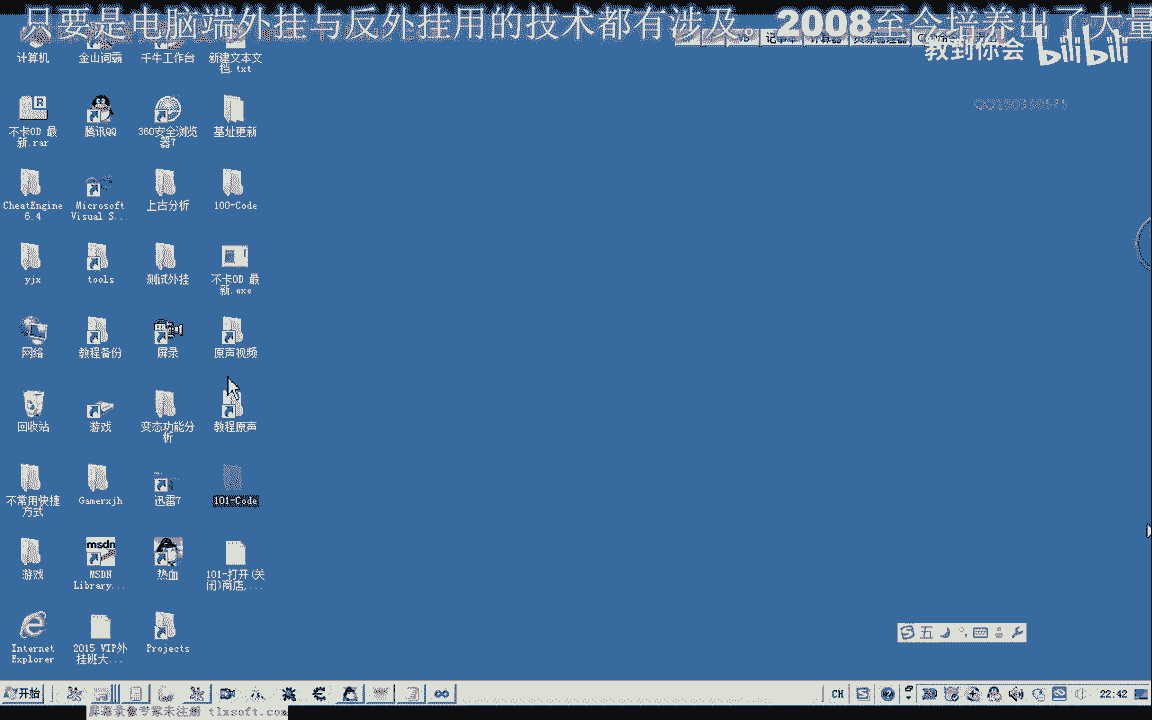 只要是电脑端外挂与反外挂用的技术都有涉及。2008至今培养出了大量
教到你会 bilibili
计算机 金山词霸 千牛工作台 新建文本文
档.txt
不卡OD 最 腾讯QQ 360安全浏览 基址更新
新.rar 器7
CheatEngine Microsoft 上古分析 100-Code
6.4 Visual S...
yjx tools 测试外挂 不卡OD 最
新.exe
网络 教程备份 屏录 原声视频
回收站 游戏 变态功能分 教程原声
析
不常用快捷 Gamerxjh 迅雷7 101-Code
方式
游戏 msdn MSDN 热血 101-打开(关
Library... 闭)商店,...
Internet 2015 VIP外 Projects
Explorer 挂班大...
五
开始 CH 22:42
屏幕录像专家未注册 tlxsoft.com